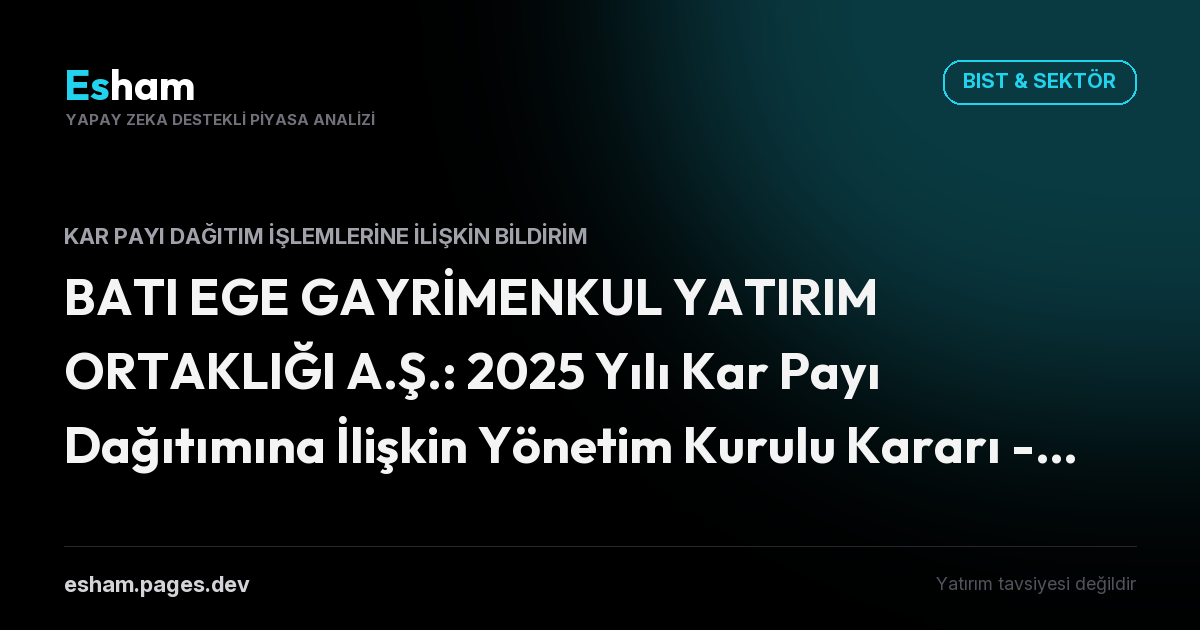 Esham
BIST & SEKTÖR
YAPAY ZEKA DESTEKLİ PİYASA ANALİZİ
KAR PAYI DAĞITIM İŞLEMLERİNE İLİŞKİN BİLDİRİM
BATI EGE GAYRİMENKUL YATIRIM
ORTAKLIĞI A.Ş.: 2025 Yılı Kar Payı
Dağıtımına İlişkin Yönetim Kurulu Kararı -...
esham.pages.dev
Yatırım tavsiyesi değildir